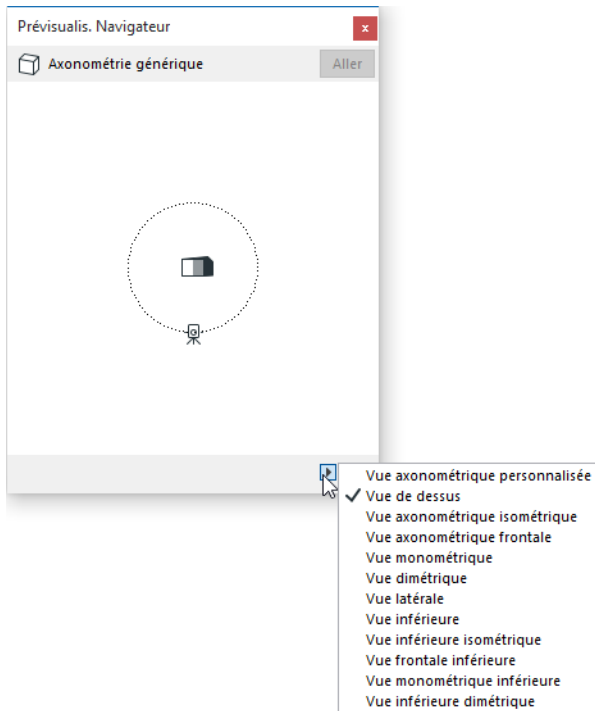 Prévisualis. Navigateur
x
Axonométrie générique
Aller
Vue axonométrique personnalisée
Vue de dessus
Vue axonométrique isométrique
Vue axonométrique frontale
Vue monométrique
Vue dimétrique
Vue latérale
Vue inférieure
Vue inférieure isométrique
Vue frontale inférieure
Vue monométrique inférieure
Vue inférieure dimétrique